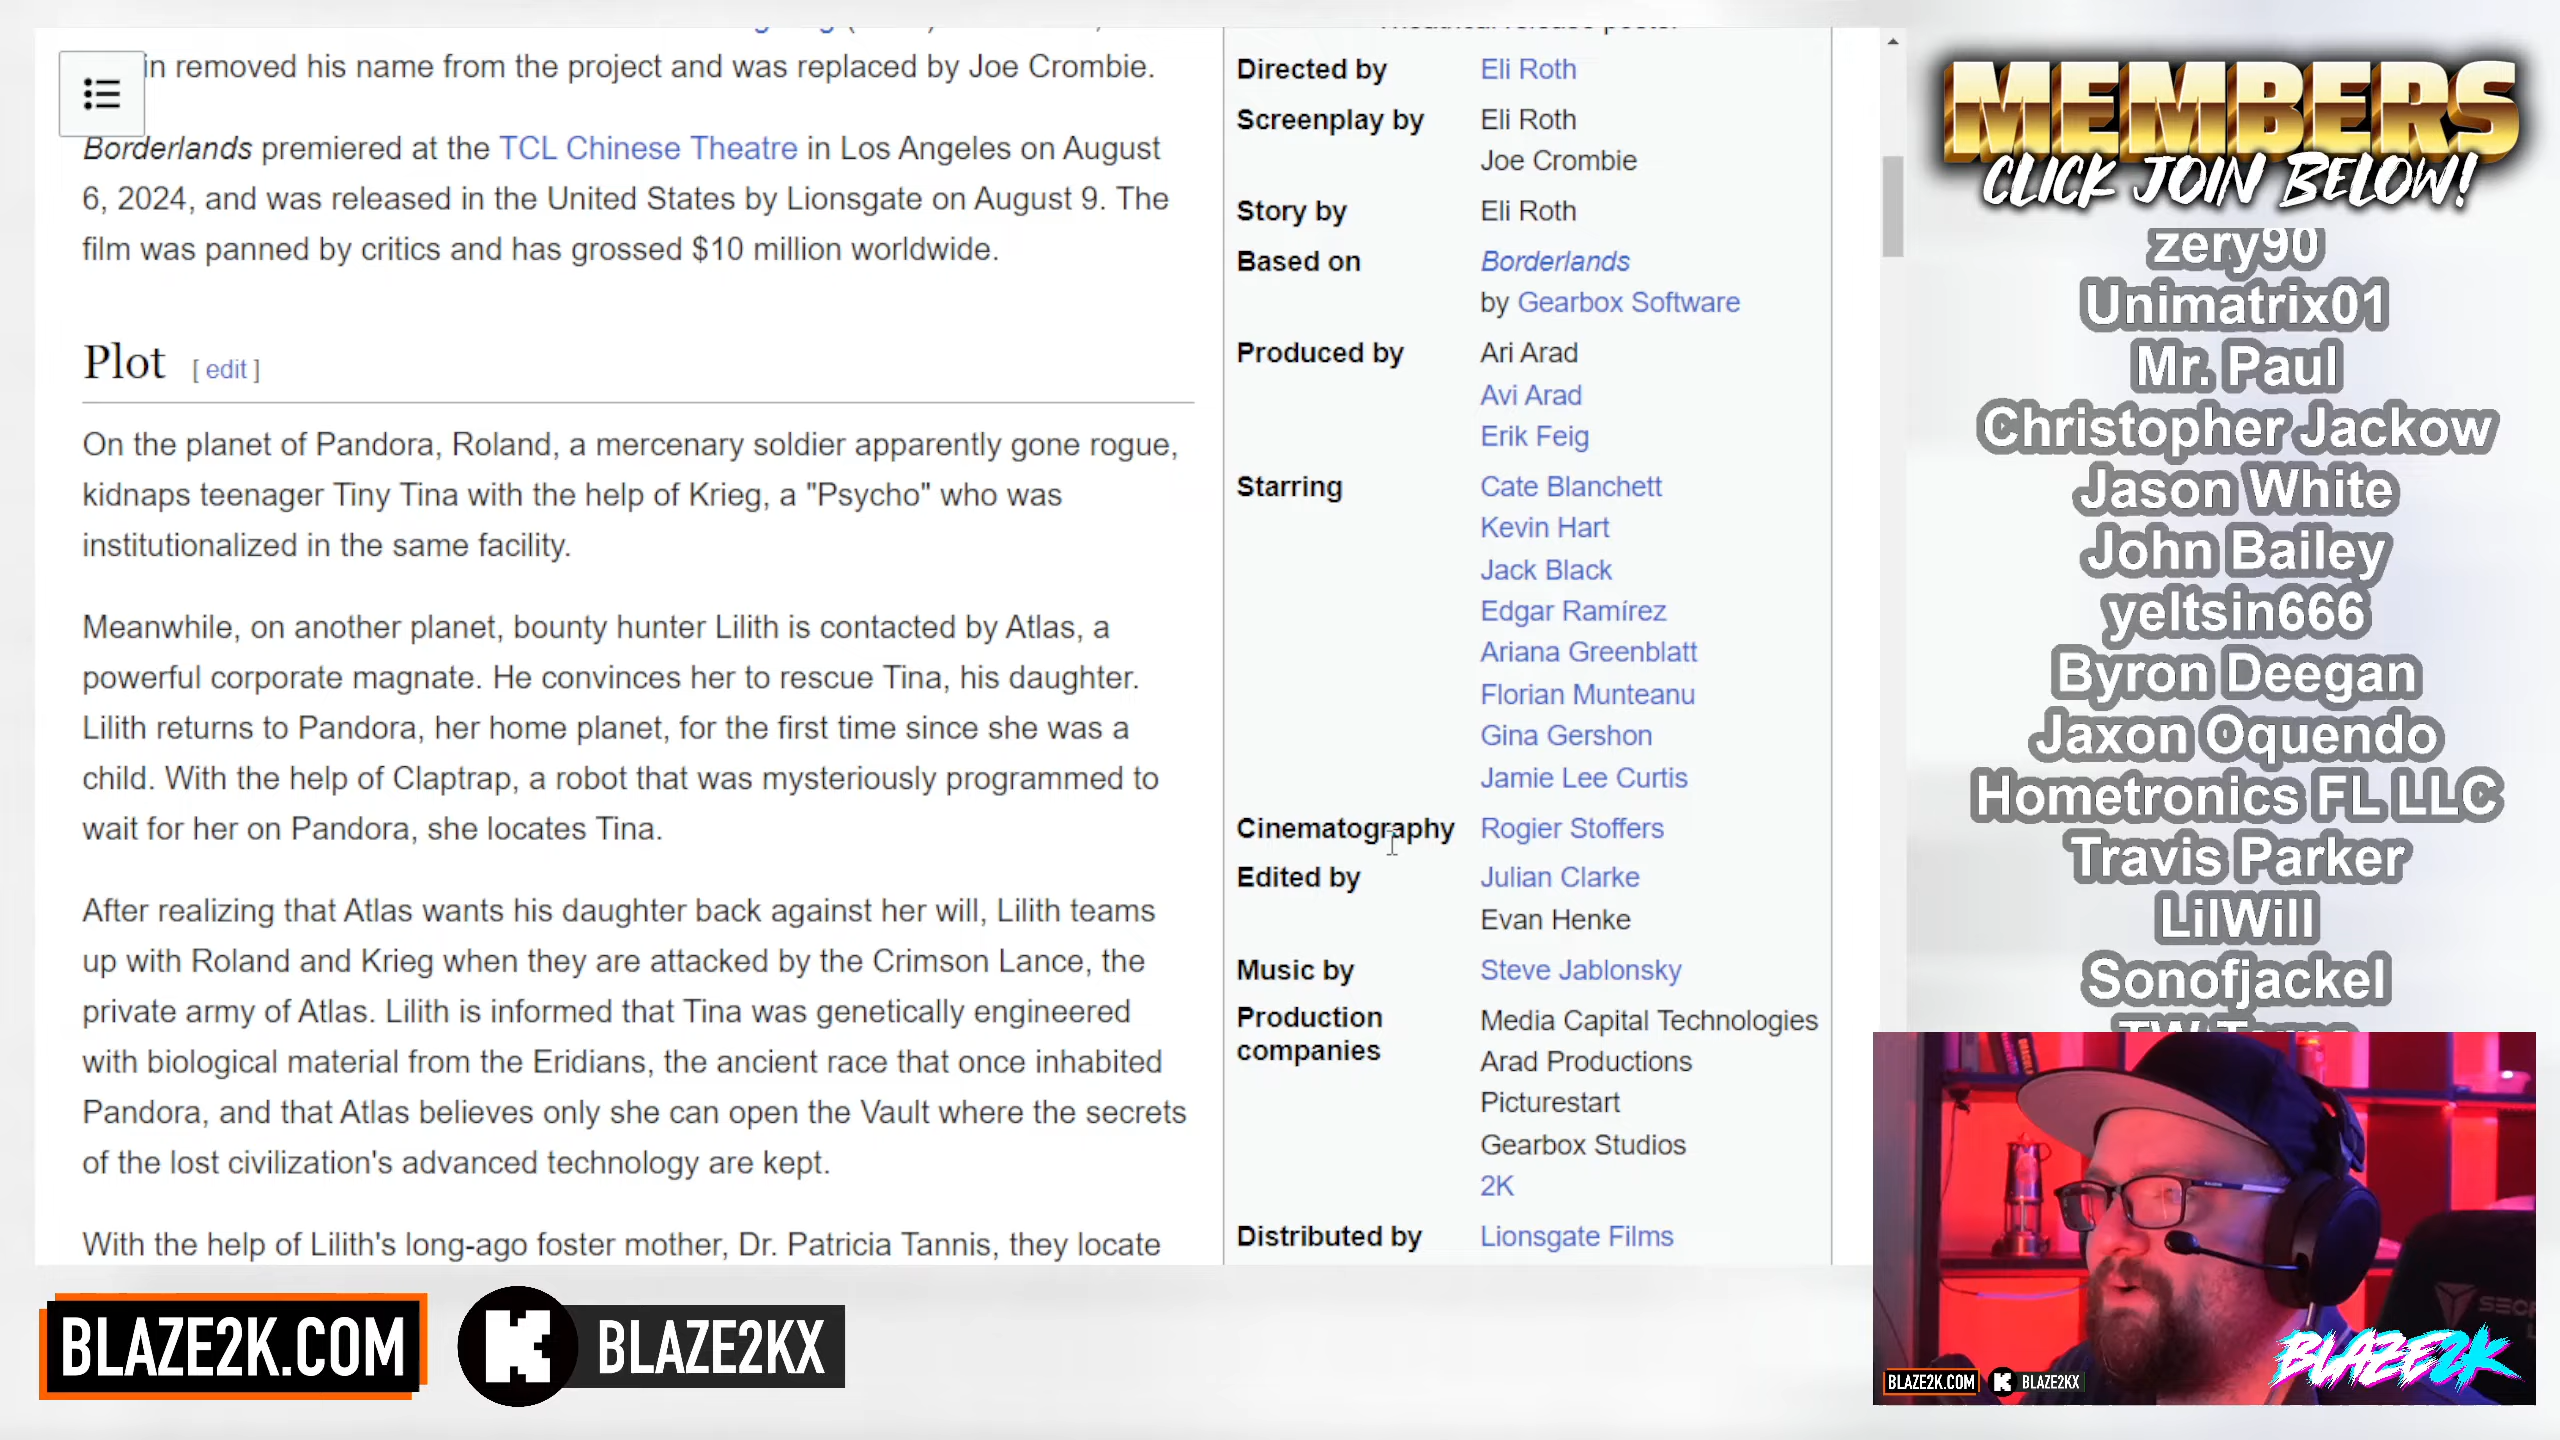 in removed his name from the project and was replaced by Joe Crombie.
Borderlands premiered at the TCL Chinese Theatre in Los Angeles on August
6, 2024, and was released in the United States by Lionsgate on August 9. The
film was panned by critics and has grossed $10 million worldwide.
Plot [ edit ]
On the planet of Pandora, Roland, a mercenary soldier apparently gone rogue,
kidnaps teenager Tiny Tina with the help of Krieg, a "Psycho" who was
institutionalized in the same facility.
Meanwhile, on another planet, bounty hunter Lilith is contacted by Atlas, a
powerful corporate magnate. He convinces her to rescue Tina, his daughter.
Lilith returns to Pandora, her home planet, for the first time since she was a
child. With the help of Claptrap, a robot that was mysteriously programmed to
wait for her on Pandora, she locates Tina.
After realizing that Atlas wants his daughter back against her will, Lilith teams
up with Roland and Krieg when they are attacked by the Crimson Lance, the
private army of Atlas. Lilith is informed that Tina was genetically engineered
with biological material from the Eridians, the ancient race that once inhabited
Pandora, and that Atlas believes only she can open the Vault where the secrets
of the lost civilization's advanced technology are kept.
With the help of Lilith's long-ago foster mother, Dr. Patricia Tannis, they locate
Directed by Eli Roth
Screenplay by Eli Roth
Joe Crombie
Story by Eli Roth
Based on Borderlands
by Gearbox Software
Produced by Ari Arad
Avi Arad
Erik Feig
Starring Cate Blanchett
Kevin Hart
Jack Black
Edgar Ramírez
Ariana Greenblatt
Florian Munteanu
Gina Gershon
Jamie Lee Curtis
Cinematography Rogier Stoffers
Edited by Julian Clarke
Evan Henke
Music by Steve Jablonsky
Production companies Media Capital Technologies
Arad Productions
Picturestart
Gearbox Studios
2K
Distributed by Lionsgate Films
MEMBERS
CLICK JOIN BELOW!
zery90
Unimatrix01
Mr. Paul
Christopher Jackow
Jason White
John Bailey
yeltsin666
Byron Deegan
Jaxon Oquendo
Hometronics FL LLC
Travis Parker
LilWill
Sonofjackel
BLAZE2K.COM
BLAZE2KX
BLAZE2K
BLAZE2K.COM
BLAZE2KX